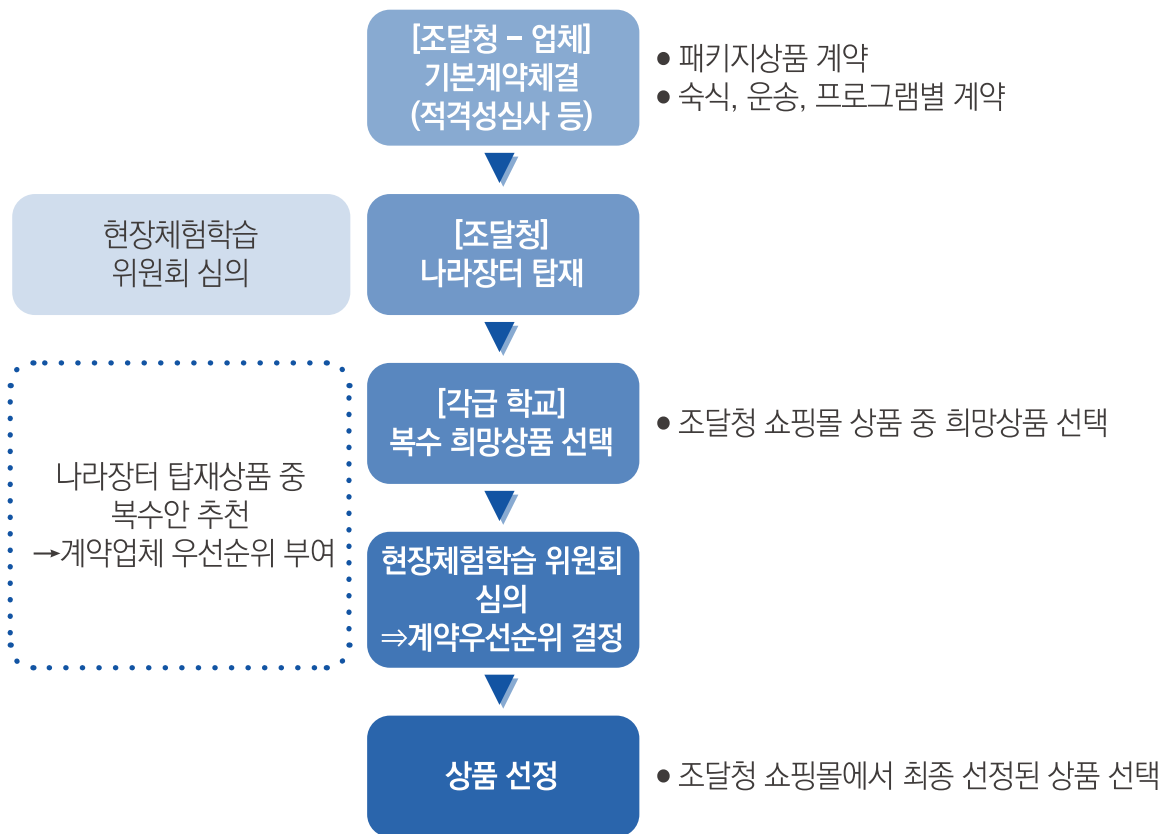 [조달청 – 업체]
기본계약체결
(적격성심사 등)
● 패키지상품 계약
● 숙식, 운송, 프로그램별 계약
현장체험학습
위원회 심의
[조달청]
나라장터 탑재
[각급 학교]
복수 희망상품 선택
● 조달청 쇼핑몰 상품 중 희망상품 선택
나라장터 탑재상품 중
복수안 추천
→계약업체 우선순위 부여
현장체험학습 위원회
심의
⇒계약우선순위 결정
상품 선정
● 조달청 쇼핑몰에서 최종 선정된 상품 선택